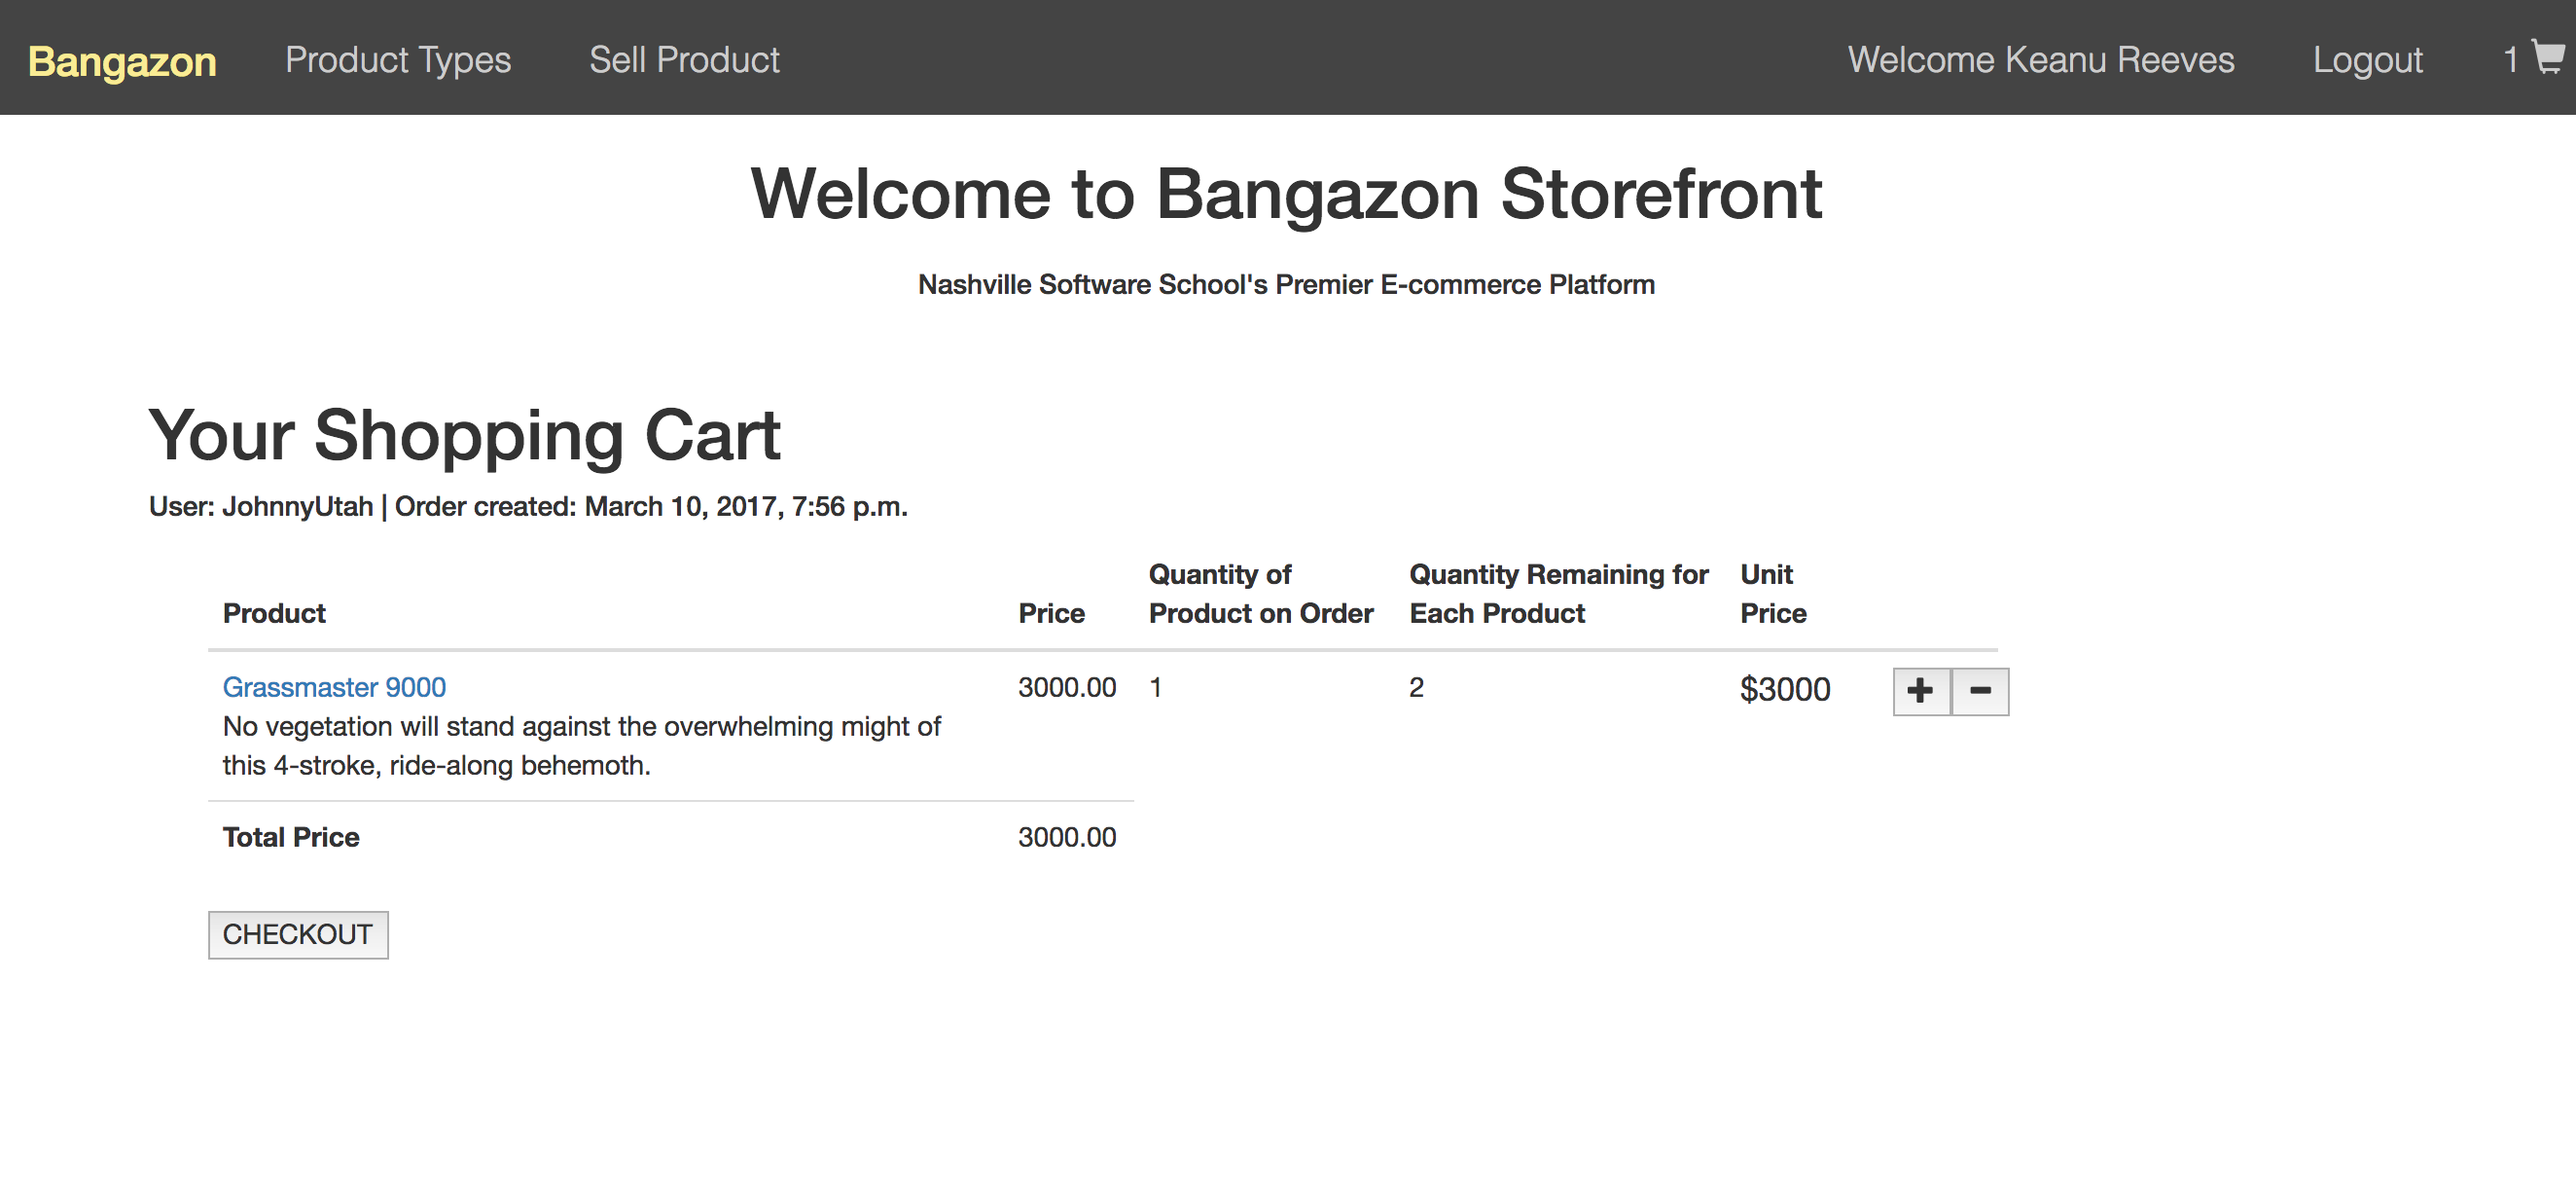 Bangazon Product Types Sell Product Welcome Keanu Reeves Logout 1
Welcome to Bangazon Storefront
Nashville Software School's Premier E-commerce Platform
Your Shopping Cart
User: JohnnyUtah | Order created: March 10, 2017, 7:56 p.m.
Product Price Quantity of Product on Order Quantity Remaining for Each Product Unit Price
Grassmaster 9000 3000.00 1 2 $3000 + -
No vegetation will stand against the overwhelming might of
this 4-stroke, ride-along behemoth.
Total Price 3000.00
CHECKOUT